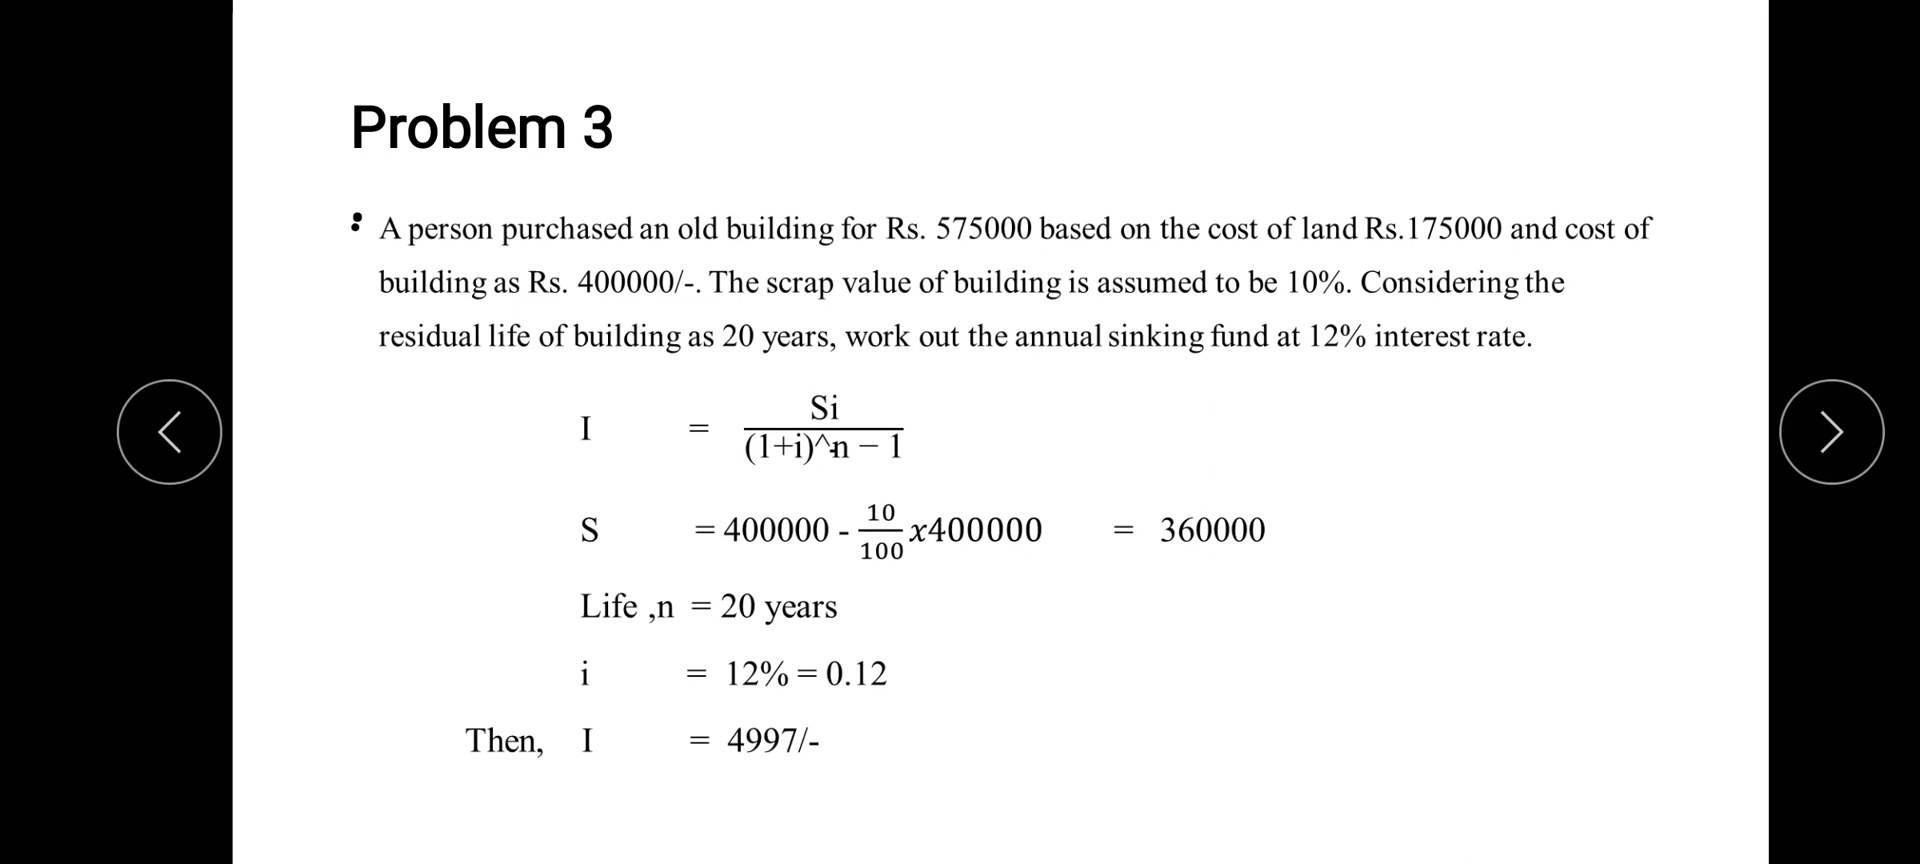 Problem 3
• A person purchased an old building for Rs. 575000 based on the cost of land Rs.175000 and cost of
building as Rs. 400000/-. The scrap value of building is assumed to be 10%. Considering the
residual life of building as 20 years, work out the annual sinking fund at 12% interest rate.
I = Si / (1+i)^n – 1
S = 400000 - 10/100 x400000 = 360000
Life ,n = 20 years
i = 12% = 0.12
Then, I = 4997/-